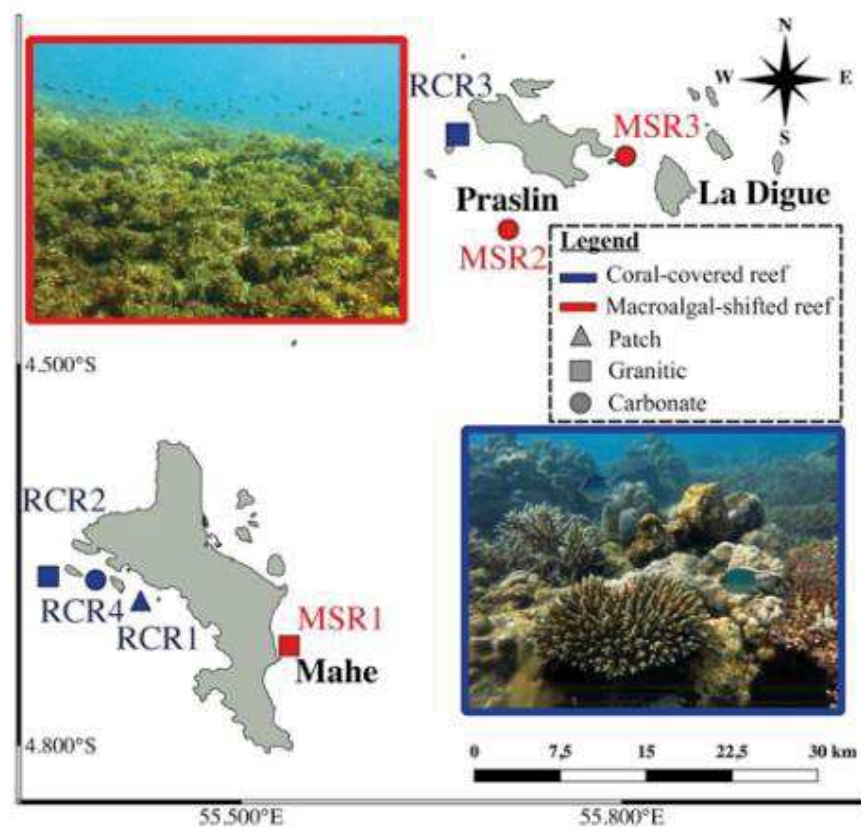 N
W
E
S
RCR3
MSR3
Praslin
La Digue
MSR2
Legend
Coral-covered reef
Macroalgal-shifted reef
Patch
Granitic
Carbonate
4.500°S
RCR2
RCR4
RCR1
MSR1
Mahe
4.800°S
0
7,5
15
22,5
30 km
55.500°E
55.800°E